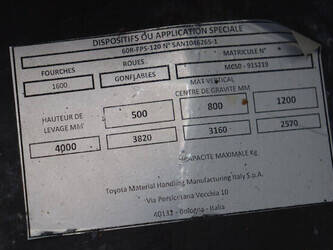 DISPOSITIFS OU APPLICATION SPECIALE
60R-FPS-120 N° SAN1046265-1
FOURCHES
ROUES
MATRICULE N°
1600
GONFLABLES
MC50 - 915219
MAT VERTICAL
CENTRE DE GRAVITE MM
HAUTEUR DE
LEVAGE MM
500
800
1200
4000
3820
3160
2570
CAPACITE MAXIMALE Kg
Toyota Material Handling Manufacturing Italy S.p.A.
Via Persicetana Vecchia 10
40132 - Bologna - Italia